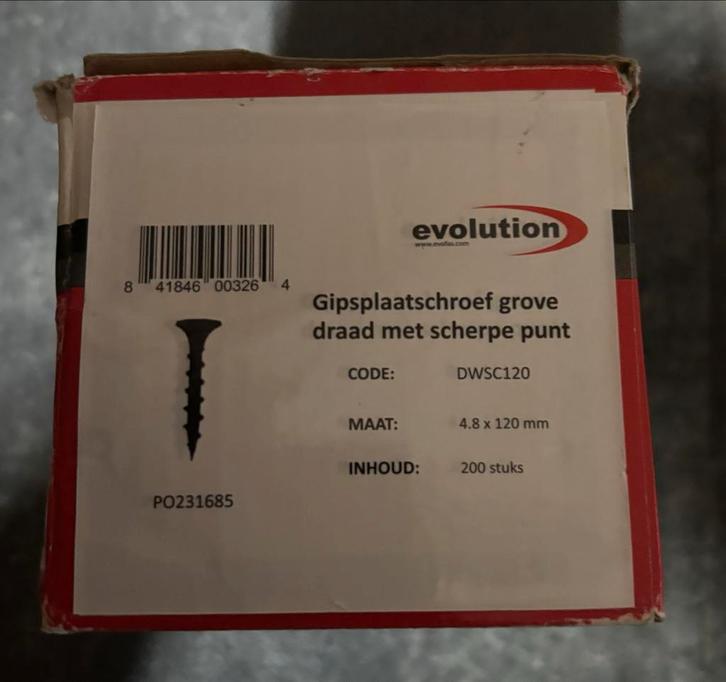 evolution
www.evofas.com
8 41846 00326 4
Gipsplaatschroef grove
draad met scherpe punt
CODE: DWSC120
MAAT: 4.8 x 120 mm
INHOUD: 200 stuks
PO231685